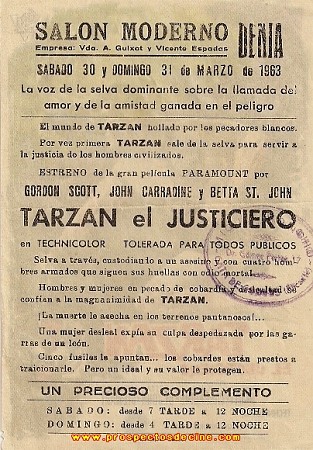 SALON MODERNO DENIA
Empresa: Vda. A. Guixot y Vicente Espadas
SABADO 30 y DOMINGO 31 de MARZO de 1963
La voz de la selva dominante sobre la llamada del
amor y de la amistad ganada en el peligro
El mundo de TARZAN hollado por los pecadores blancos.
Por vez primera TARZAN sale de la selva para servir a
la justicia de los hombres civilizados.
ESTRENO de la gran película PARAMOUNT por
GORDON SCOTT, JOHN CARRADINE y BETTA ST. JOHN
TARZAN el JUSTICIERO
en TECHNICOLOR TOLERADA PARA TODOS PUBLICOS
Selva a través, custodiando a un asesino y con cuatro hom
bres armados que siguen sus huellas con odio mortal.
Hombres y mujeres en pecado de cobardía y deslealtad se
confían a la magnanimidad de TARZAN.
¡La muerte le acecha en los terrenos pantanosos!...
Una mujer desleal expía su culpa despedazada por las ga-
rras de un león.
Cinco fusiles le apuntan... los cobardes están prestos a
traicionarle. Pero un ideal y su valor le protegen.
UN PRECIOSO COMPLEMENTO
SABADO: desde 7 TARDE a 12 NOCHE
DOMINGO: desde 4 TARDE a 12 NOCHE
www.prospectosdecine.com